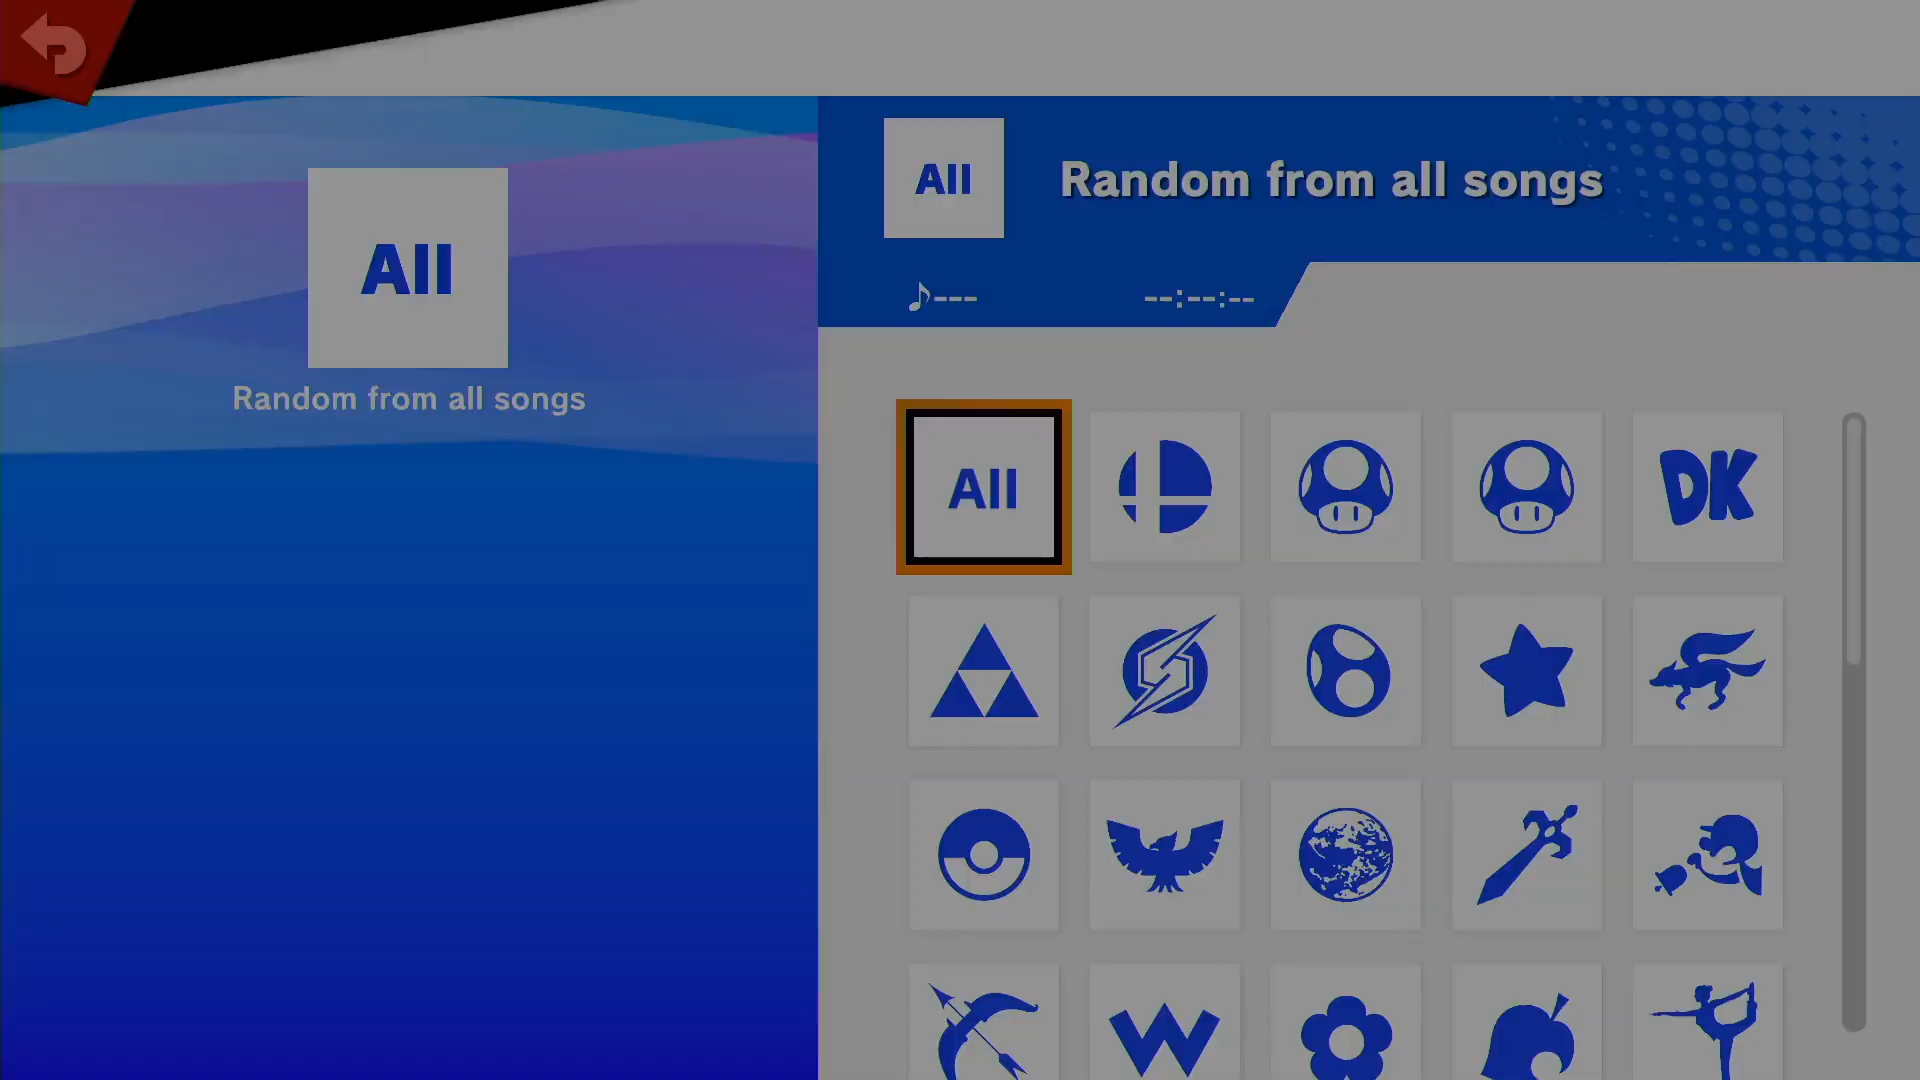 All
Random from all songs
All
Random from all songs
♪---
--:--:--
All
DK
W